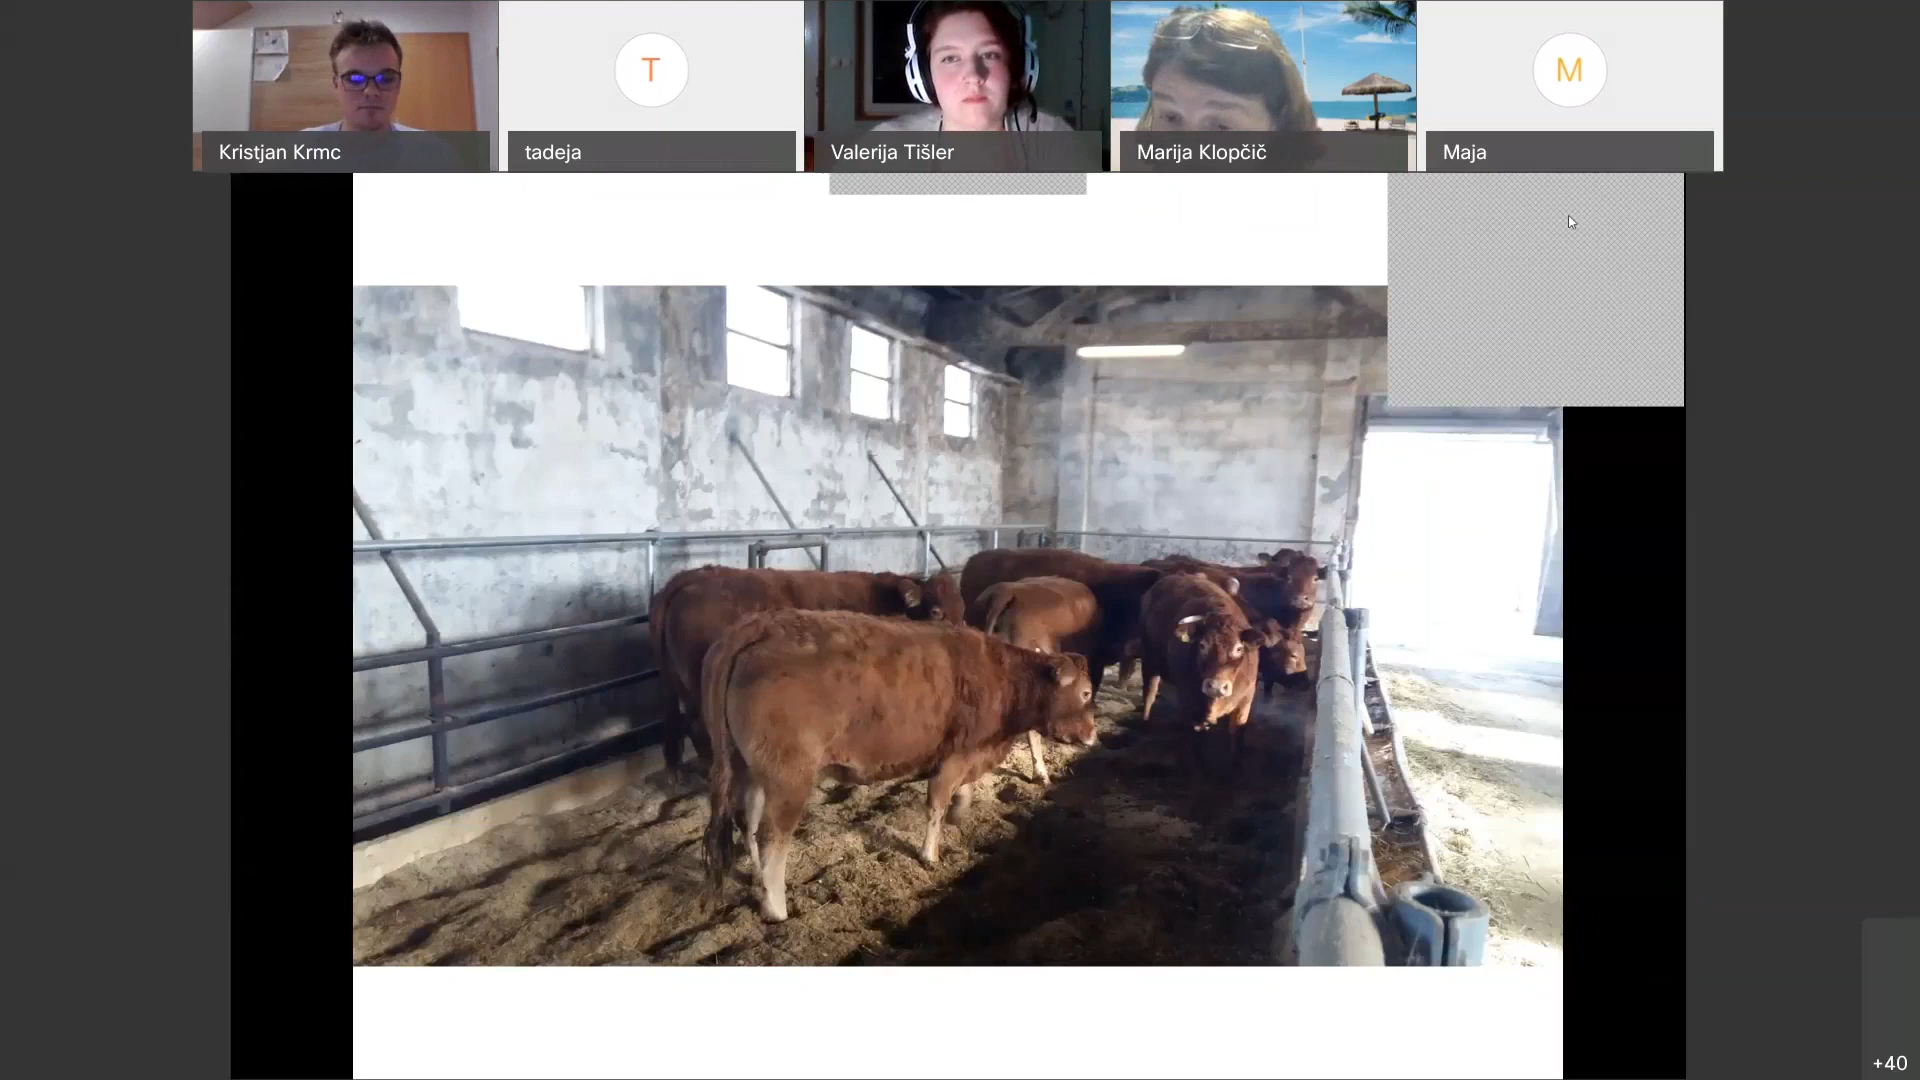 Kristjan Krmc
T
tadeja
Valerija Tišler
Marija Klopčič
M
Maja
+40